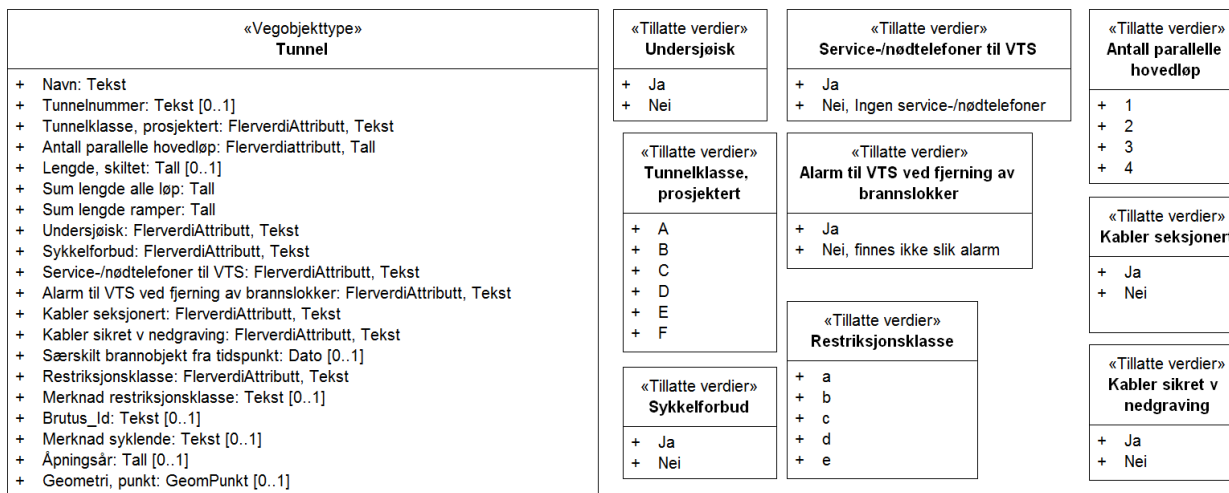 «Vegobjekttype»
Tunnel
+ Navn: Tekst
+ Tunnelnummer: Tekst [0..1]
+ Tunnelklasse, prosjektert: FlerverdiAttributt, Tekst
+ Antall parallelle hovedløp: Flerverdiattributt, Tall
+ Lengde, skiltet: Tall [0..1]
+ Sum lengde alle løp: Tall
+ Sum lengde ramper: Tall
+ Undersjøisk: FlerverdiAttributt, Tekst
+ Sykkelforbud: FlerverdiAttributt, Tekst
+ Service-/nødtelefoner til VTS: FlerverdiAttributt, Tekst
+ Alarm til VTS ved fjerning av brannslokker: FlerverdiAttributt, Tekst
+ Kabler seksjonert: FlerverdiAttributt, Tekst
+ Kabler sikret v nedgraving: FlerverdiAttributt, Tekst
+ Særskilt brannobjekt fra tidspunkt: Dato [0..1]
+ Restriksjonsklasse: FlerverdiAttributt, Tekst
+ Merknad restriksjonsklasse: Tekst [0..1]
+ Brutus_Id: Tekst [0..1]
+ Merknad syklende: Tekst [0..1]
+ Åpningsår: Tall [0..1]
+ Geometri, punkt: GeomPunkt [0..1]
«Tillatte verdier»
Undersjøisk
+ Ja
+ Nei
«Tillatte verdier»
Tunnelklasse,
prosjektert
+ A
+ B
+ C
+ D
+ E
+ F
«Tillatte verdier»
Sykkelforbud
+ Ja
+ Nei
«Tillatte verdier»
Service-/nødtelefoner til VTS
+ Ja
+ Nei, Ingen service-/nødtelefoner
«Tillatte verdier»
Alarm til VTS ved fjerning av
brannslokker
+ Ja
+ Nei, finnes ikke slik alarm
«Tillatte verdier»
Restriksjonsklasse
+ a
+ b
+ c
+ d
+ e
«Tillatte verdier»
Antall parallelle
hovedløp
+ 1
+ 2
+ 3
+ 4
«Tillatte verdier»
Kabler seksjonert
+ Ja
+ Nei
«Tillatte verdier»
Kabler sikret v
nedgraving
+ Ja
+ Nei